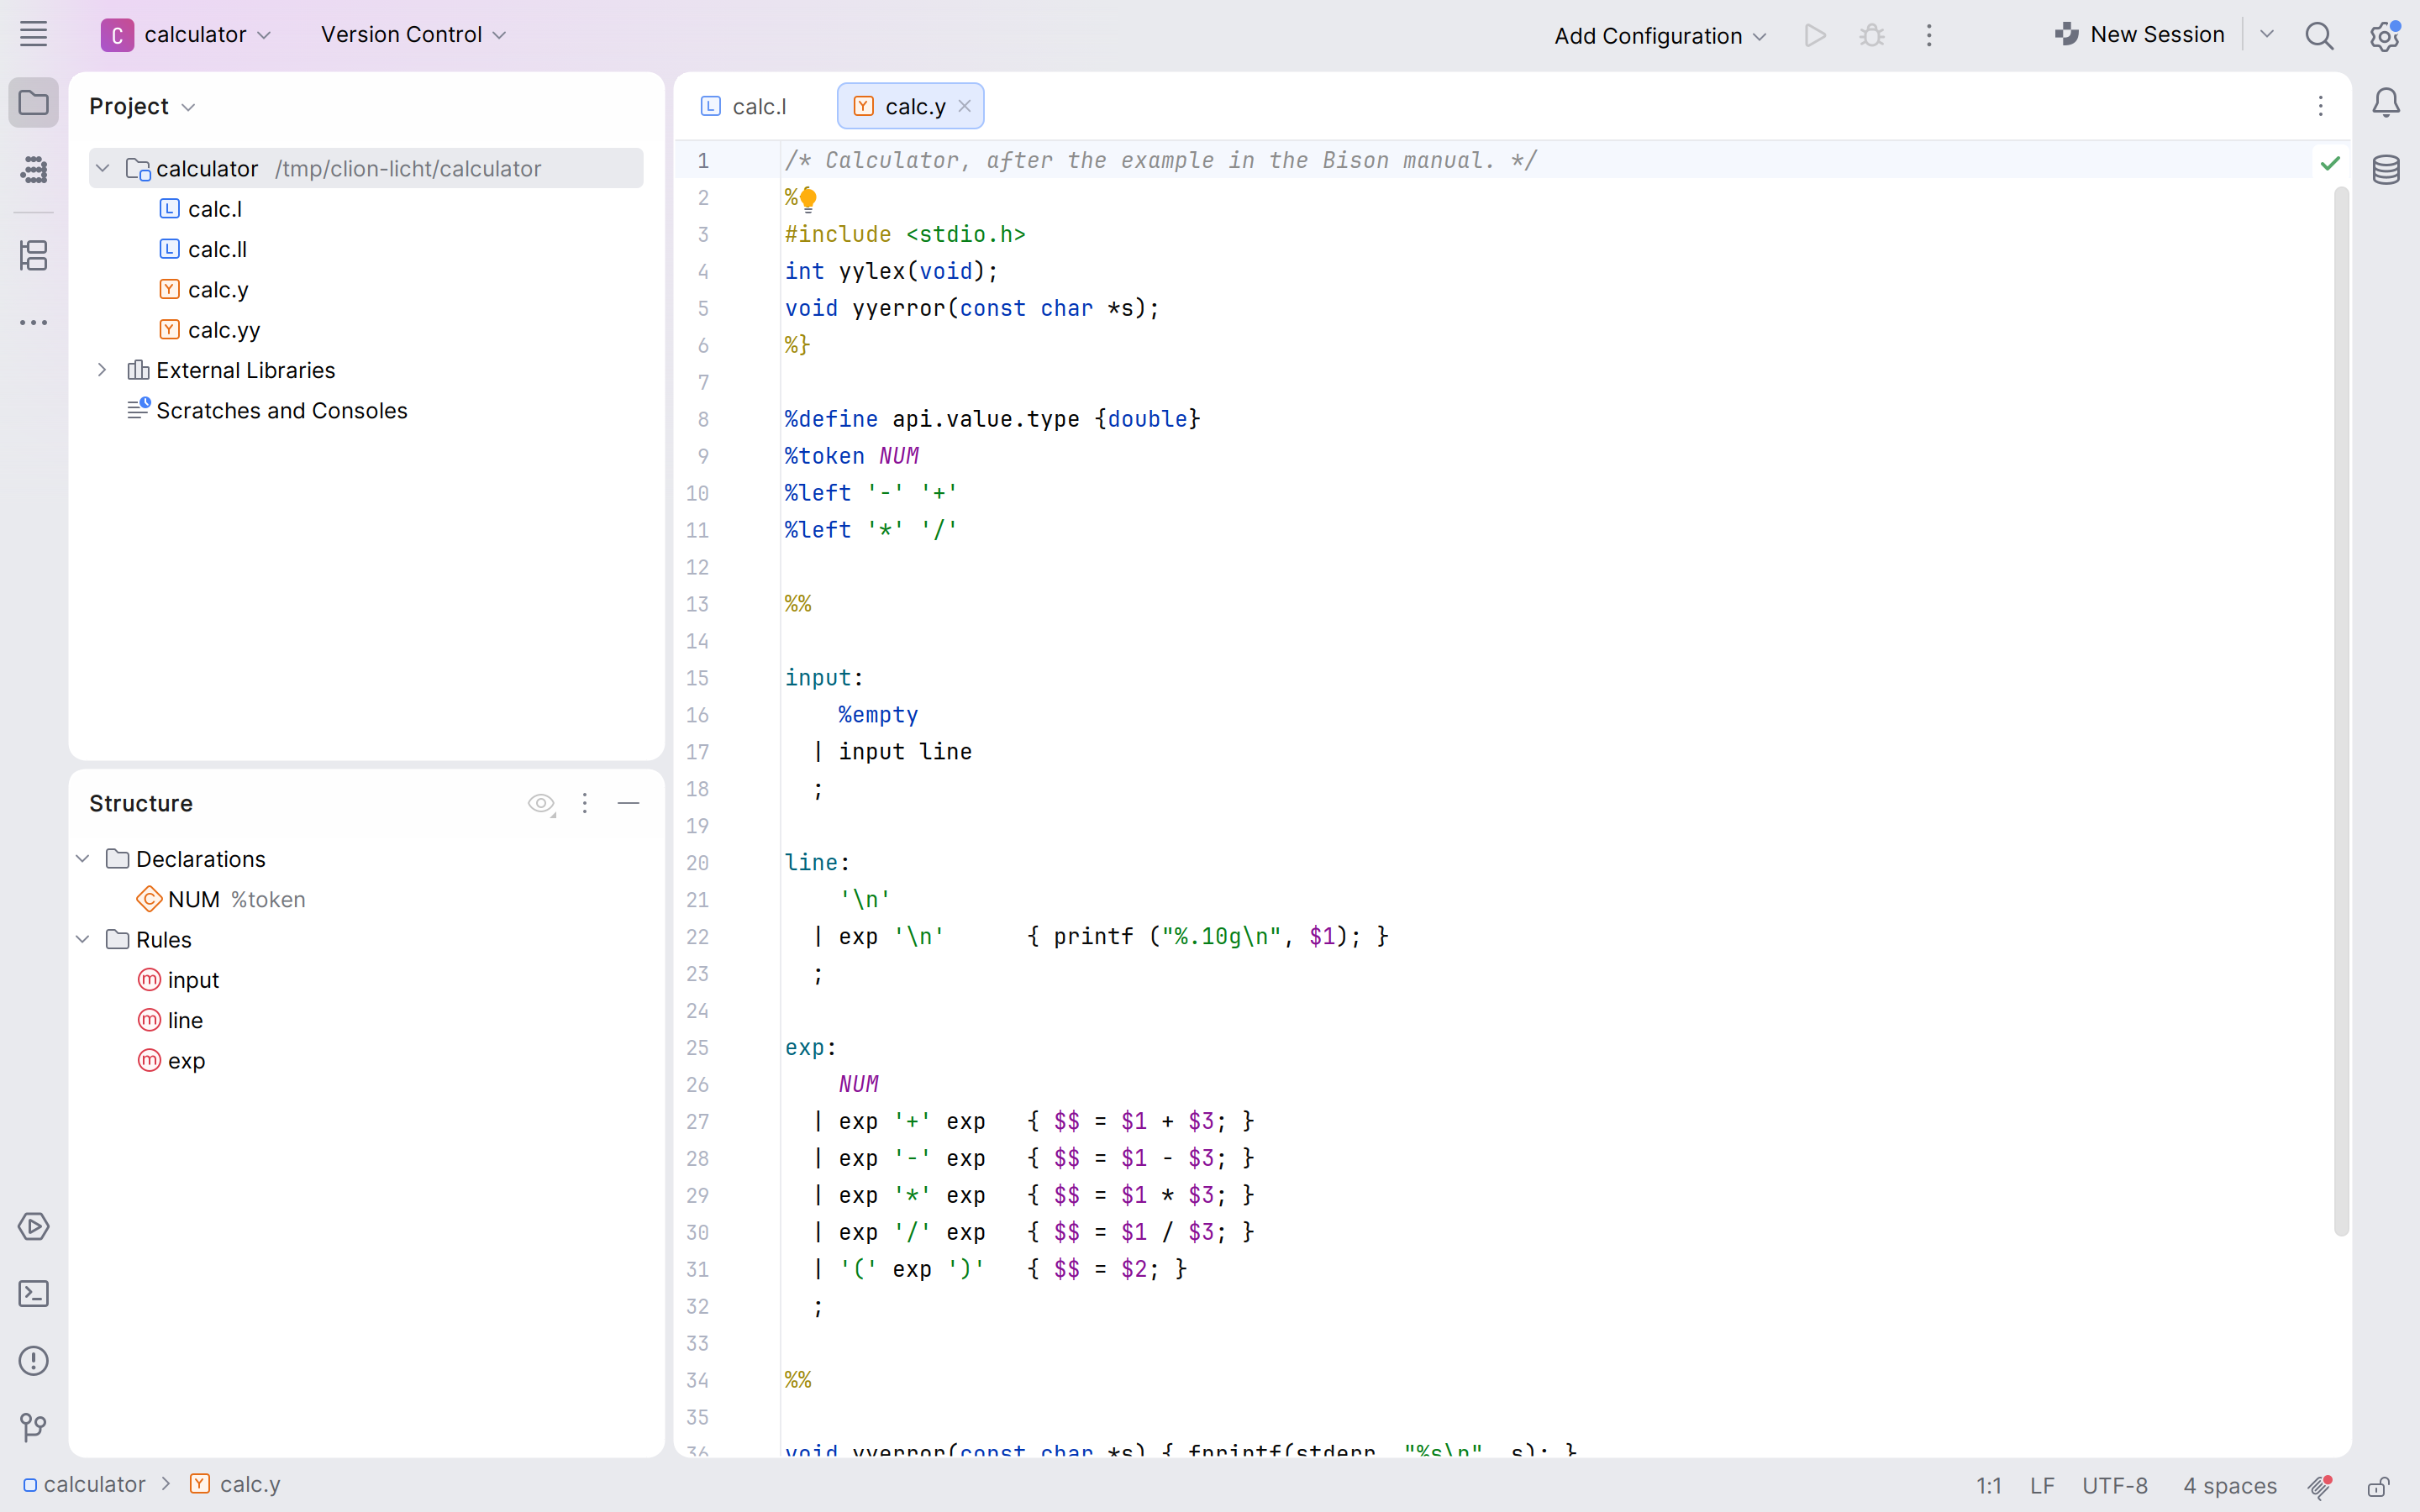 C calculator Version Control Add Configuration New Session
Project
calculator /tmp/clion-licht/calculator
calc.l
calc.ll
calc.y
calc.yy
External Libraries
Scratches and Consoles
Structure
Declarations
NUM %token
Rules
input
line
exp
calc.l calc.y
1 /* Calculator, after the example in the Bison manual. */
2 %
3 #include <stdio.h>
4 int yylex(void);
5 void yyerror(const char *s);
6 %}
7
8 %define api.value.type {double}
9 %token NUM
10 %left '-' '+'
11 %left '*' '/'
12
13 %%
14
15 input:
16 %empty
17 | input line
18 ;
19
20 line:
21 '\n'
22 | exp '\n' { printf ("%.10g\n", $1); }
23 ;
24
25 exp:
26 NUM
27 | exp '+' exp { $$ = $1 + $3; }
28 | exp '-' exp { $$ = $1 - $3; }
29 | exp '*' exp { $$ = $1 * $3; }
30 | exp '/' exp { $$ = $1 / $3; }
31 | '(' exp ')' { $$ = $2; }
32 ;
33
34 %%
35
36 void yyerror(const char *s) { fprintf(stderr, "%s\n", s); }
calculator > calc.y 1:1 LF UTF-8 4 spaces